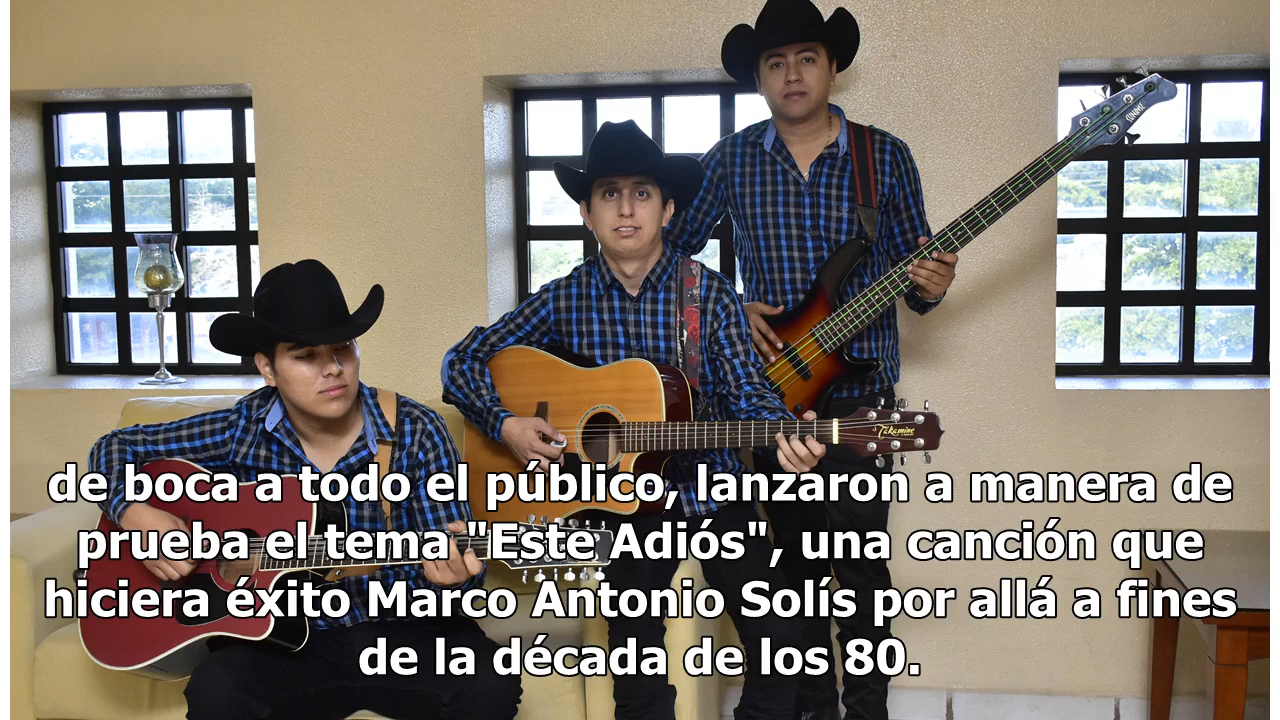 de boca a todo el público, lanzaron a manera de
prueba el tema "Este Adiós", una canción que
hiciera éxito Marco Antonio Solís por allá a fines
de la década de los 80.
Takamine